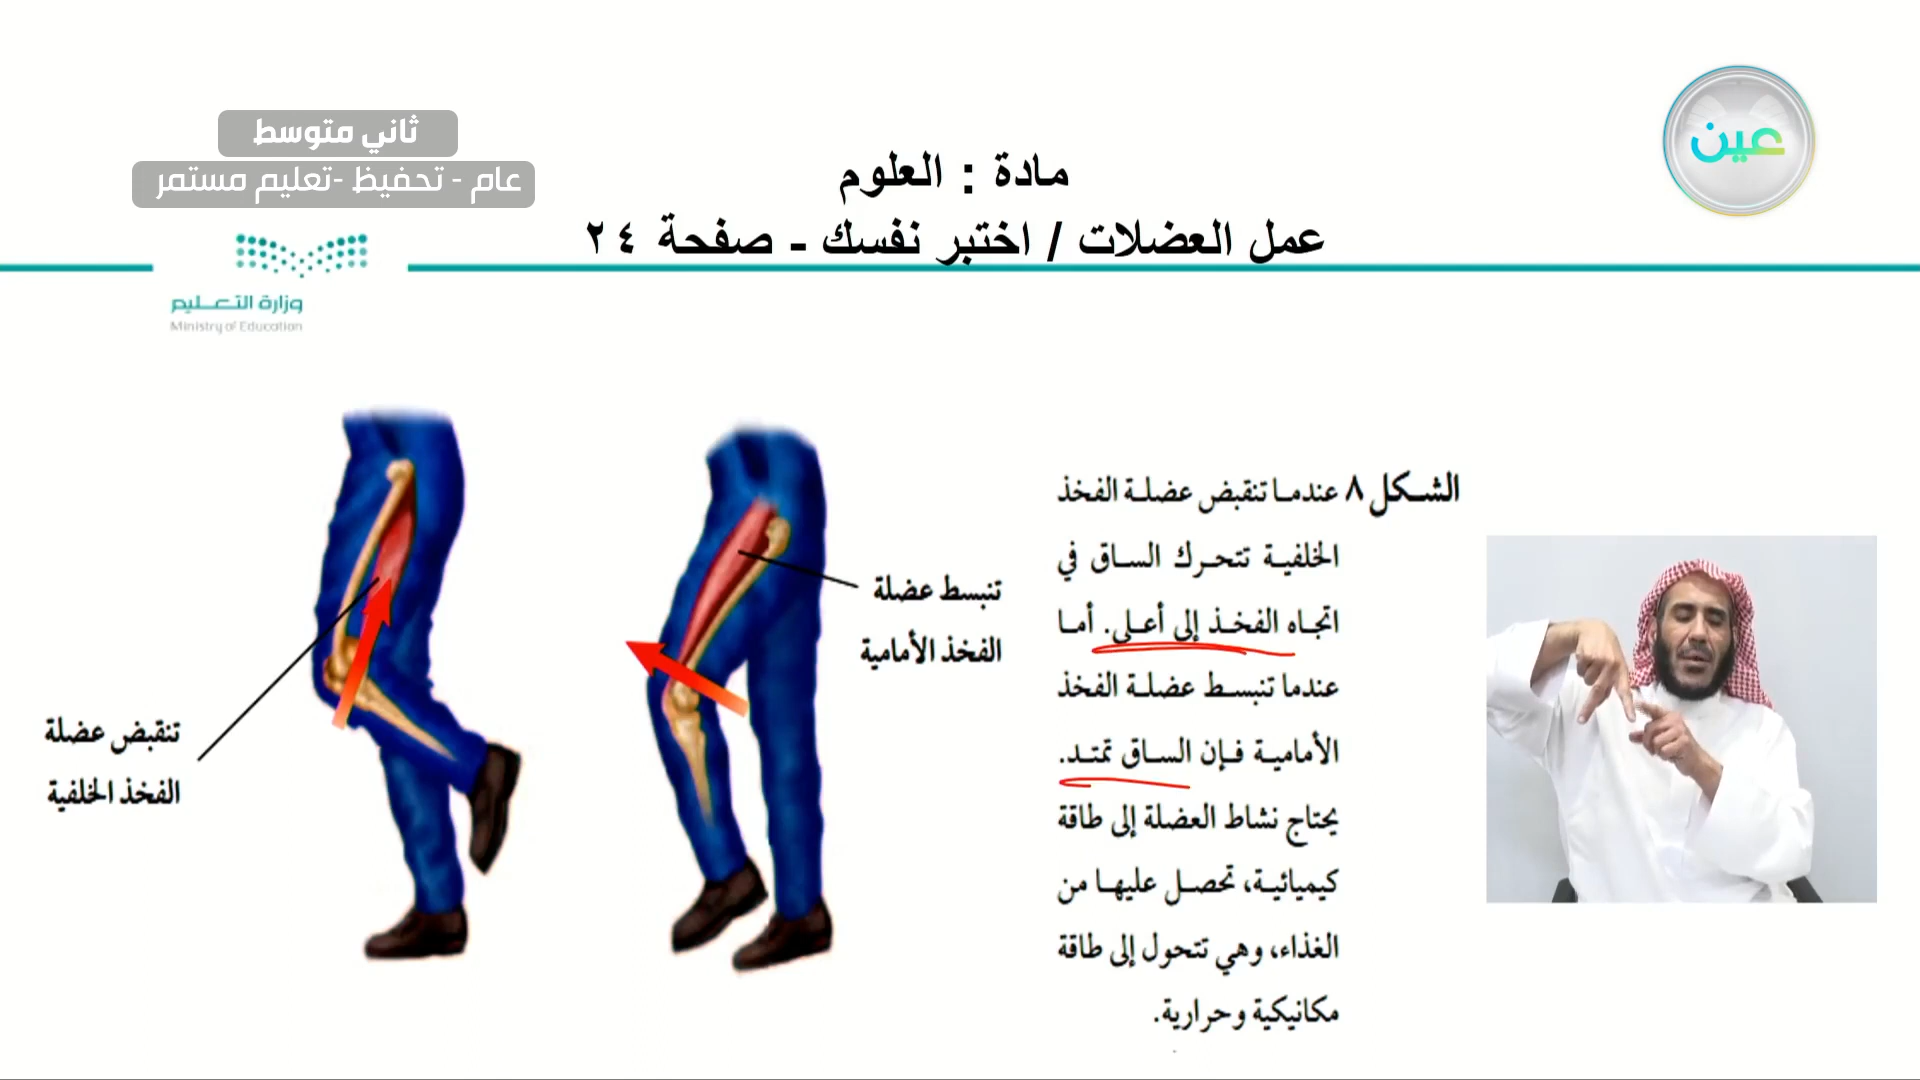 ثاني متوسط
عام - تحفيظ -تعليم مستمر
عين
مادة : العلوم
عمل العضلات / اختبر نفسك - صفحة ٢٤
وزارة التعليم
Ministry of Education
الشكل ٨ عندما تنقبض عضلة الفخذ
الخلفية تتحرك الساق في
اتجاه الفخذ إلى أعلى. أما
عندما تنبسط عضلة الفخذ
الأمامية فإن الساق تمتد.
يحتاج نشاط العضلة إلى طاقة
كيميائية، تحصل عليها من
الغذاء، وهي تتحول إلى طاقة
مكانيكية وحرارية.
تنبسط عضلة
الفخذ الأمامية
تنقبض عضلة
الفخذ الخلفية